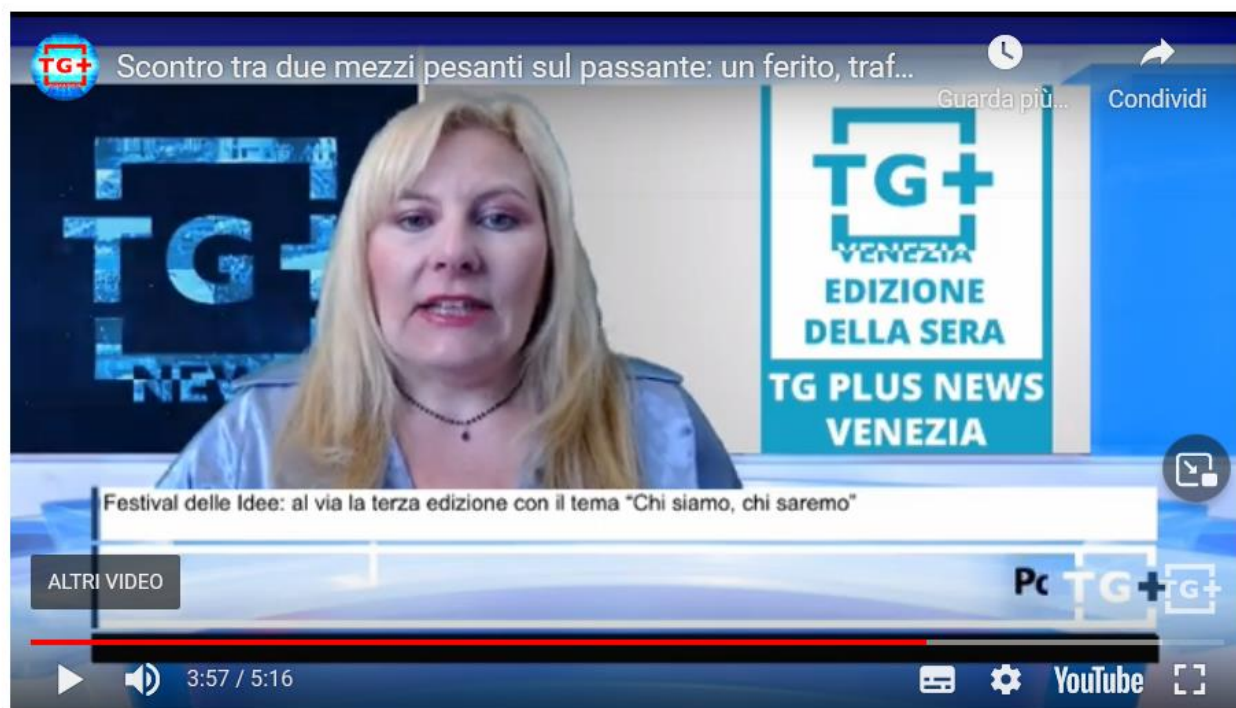 TG+
Scontro tra due mezzi pesanti sul passante: un ferito, traf...
Guarda più...
Condividi
TG+
NEW
TG+
VENEZIA
EDIZIONE
DELLA SERA
TG PLUS NEWS
VENEZIA
Festival delle Idee: al via la terza edizione con il tema “Chi siamo, chi saremo”
ALTRI VIDEO
TG+
TG+
3:57 / 5:16
YouTube